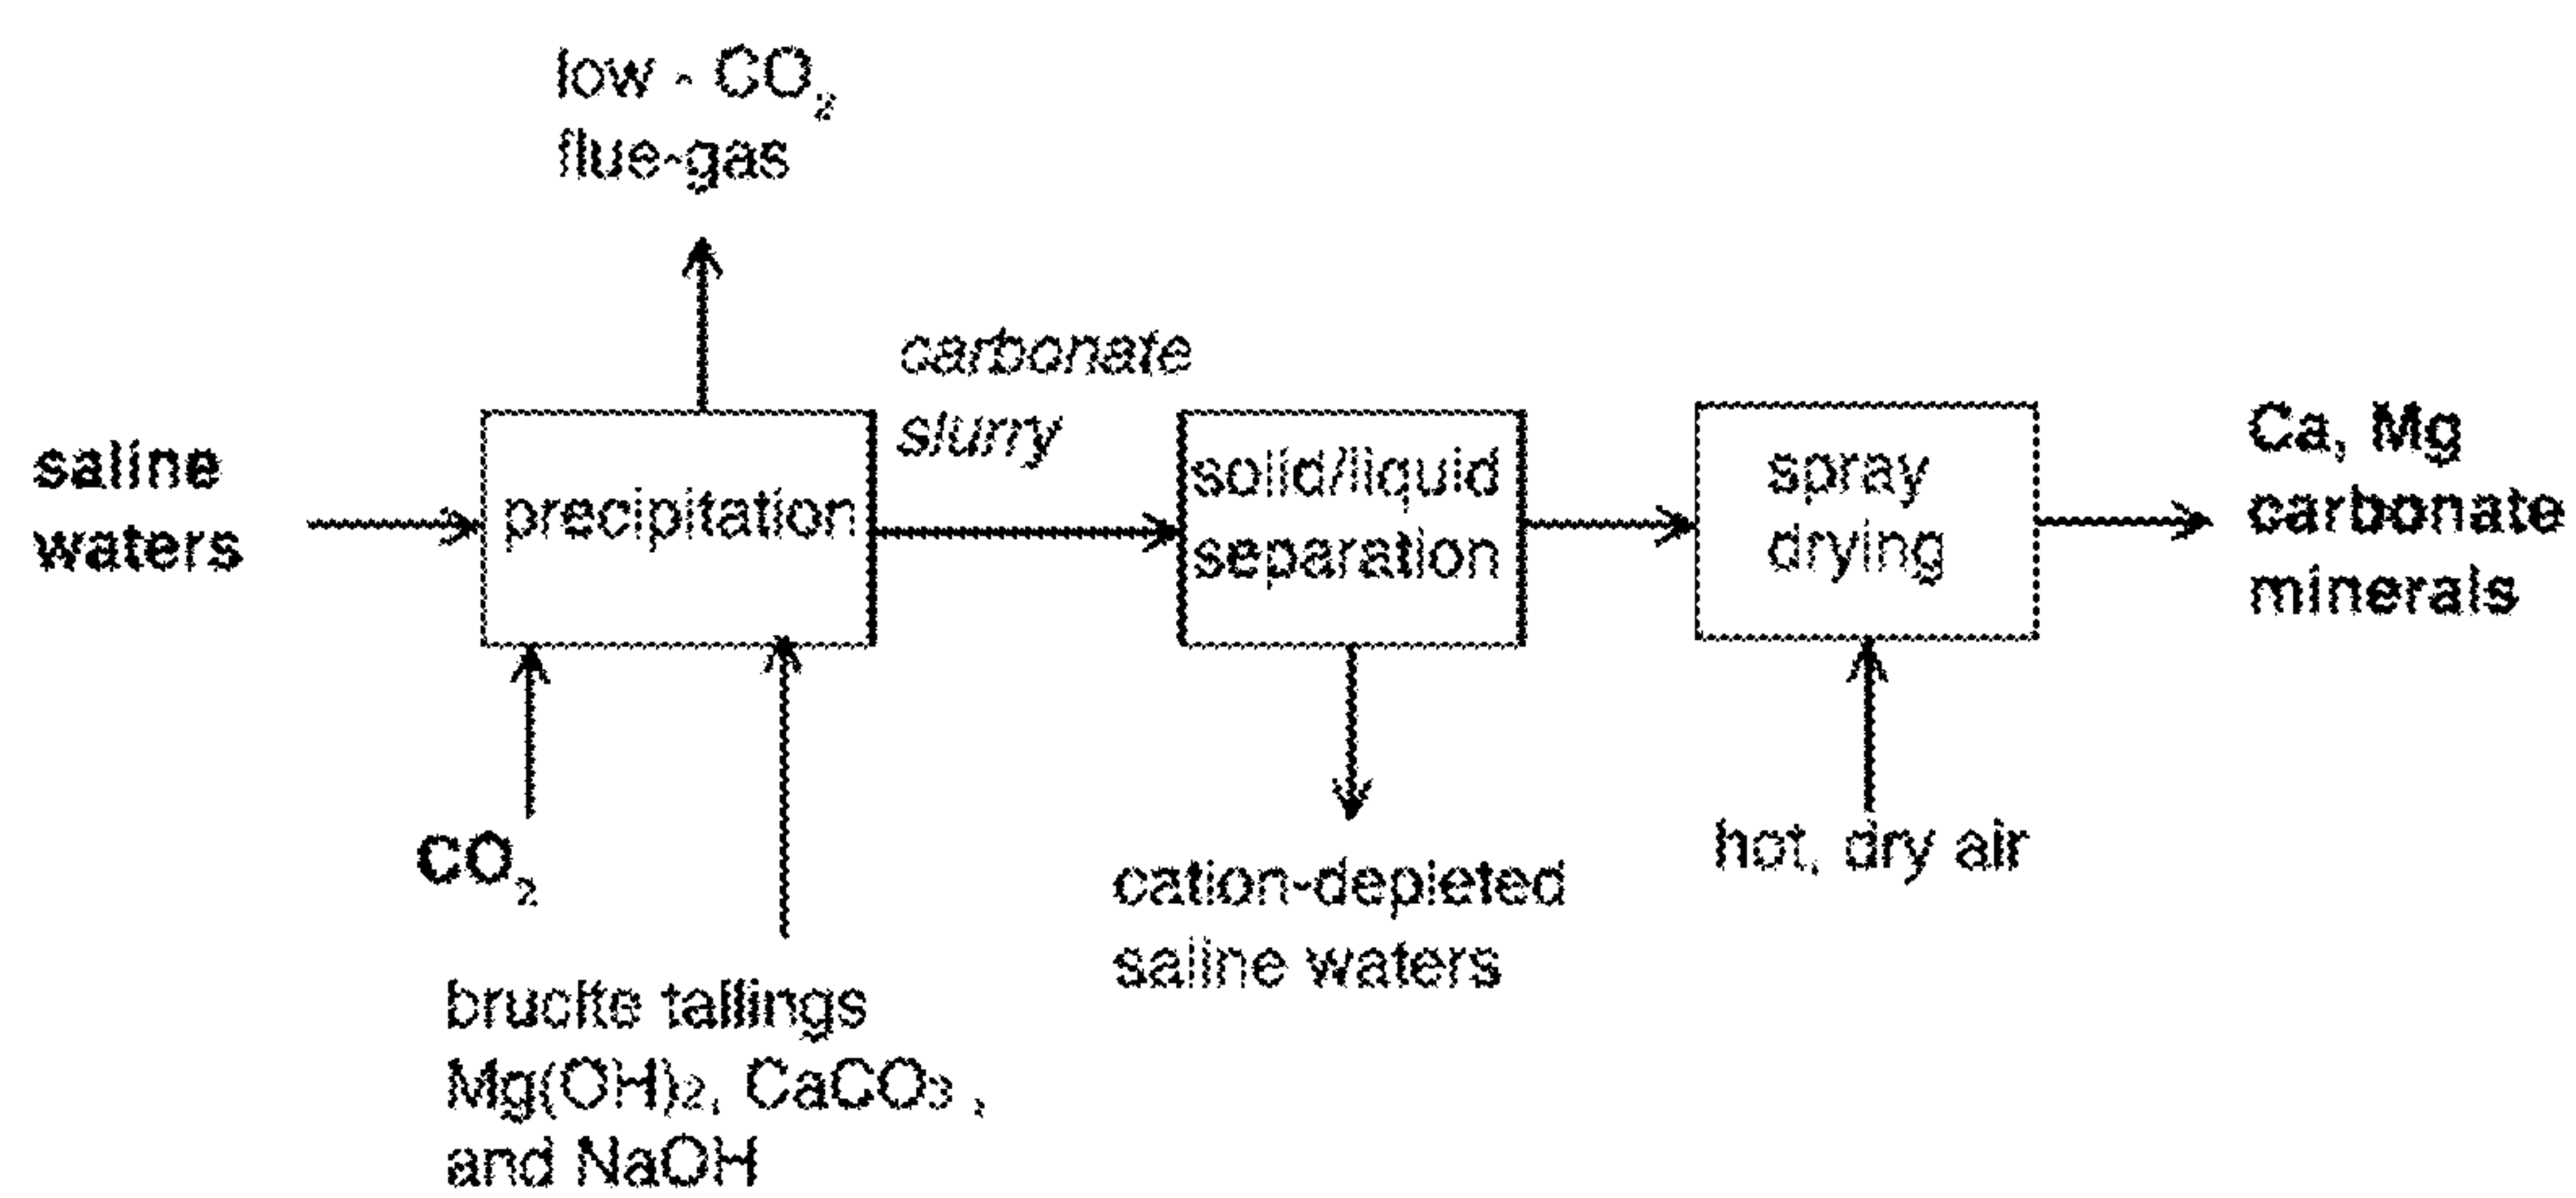 low - CO₂
flue-gas
carbonate
slurry
saline
waters
precipitation
solid/liquid
separation
spray
drying
Ca, Mg
carbonate
minerals
CO₂
brucite tailings
Mg(OH)₂, CaCO₃ ,
and NaOH
cation-depleted
saline waters
hot, dry air